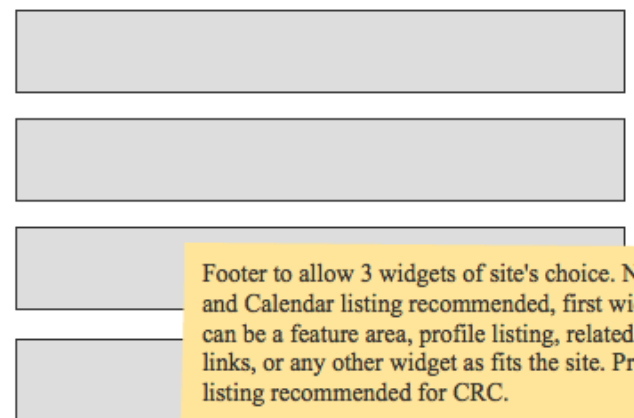 Footer to allow 3 widgets of site's choice.
and Calendar listing recommended, first
can be a feature area, profile listing, related
links, or any other widget as fits the site.
listing recommended for CRC.